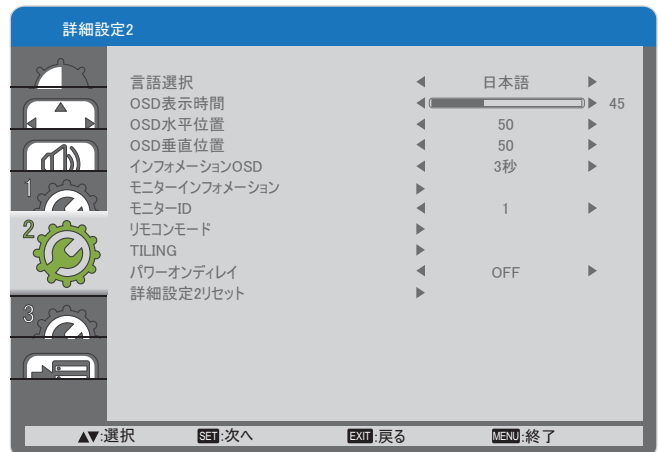 詳細設定2
言語選択 ◀ 日本語 ▶
OSD表示時間 ◀ ▶ 45
OSD水平位置 ◀ 50 ▶
OSD垂直位置 ◀ 50 ▶
インフォメーションOSD ◀ 3秒 ▶
モニターインフォメーション ▶
モニターID ◀ 1 ▶
リモコンモード ▶
TILING ▶
パワーオンディレイ ◀ OFF ▶
詳細設定2リセット ▶
1
2
3
▲▼:選択 SET:次へ EXIT:戻る MENU:終了